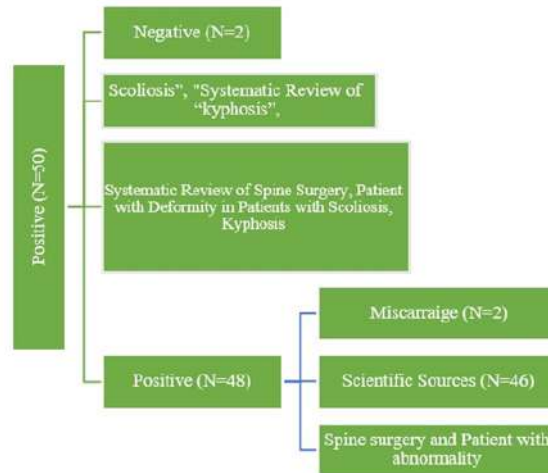 Positive (N=50)
Negative (N=2)
Scoliosis”, "Systematic Review of
“kyphosis”,
Systematic Review of Spine Surgery, Patient
with Deformity in Patients with Scoliosis,
Kyphosis
Positive (N=48)
Miscarraige (N=2)
Scientific Sources (N=46)
Spine surgery and Patient with
abnormality